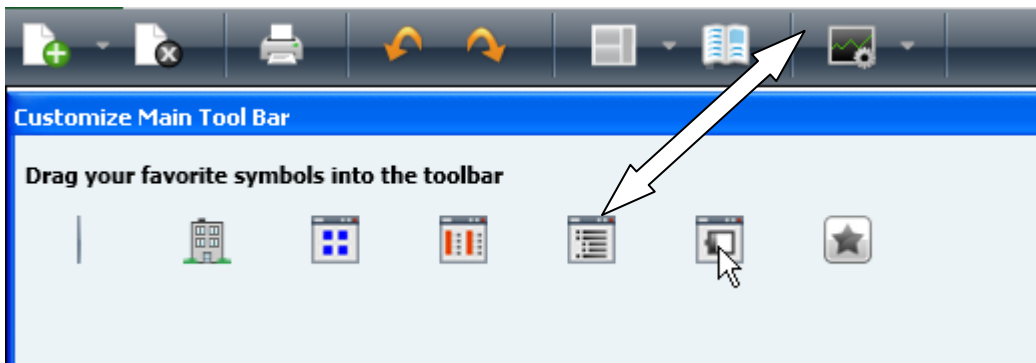 Customize Main Tool Bar
Drag your favorite symbols into the toolbar